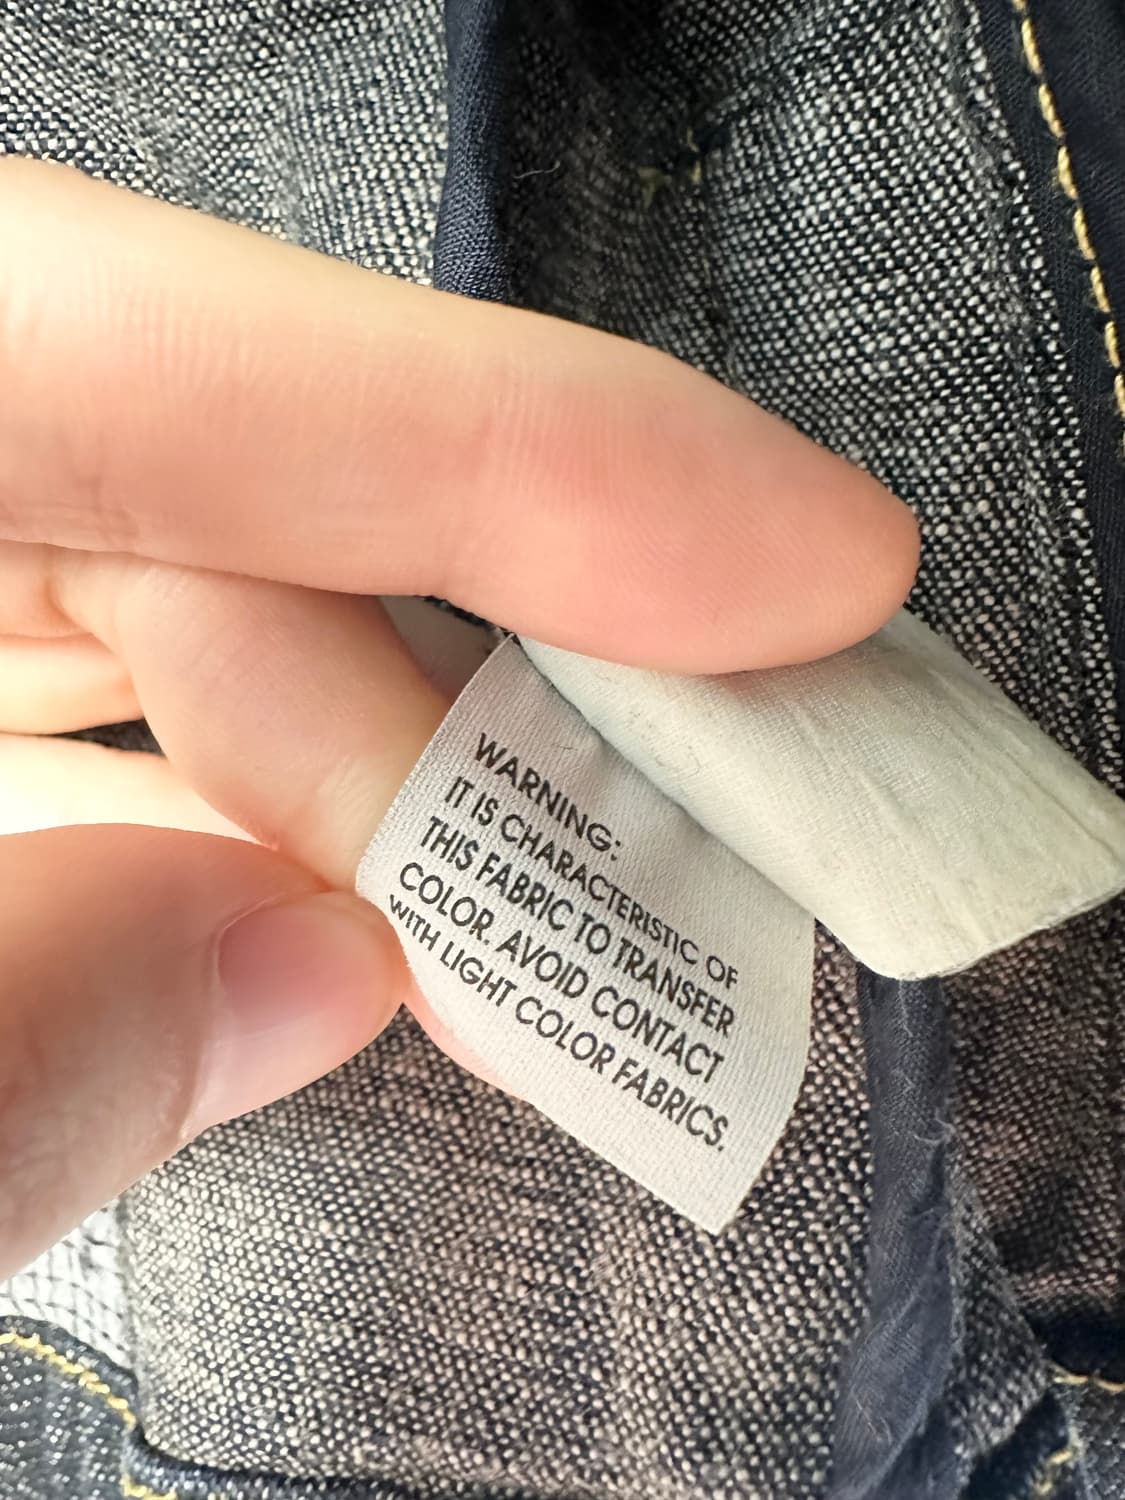 WARNING:
IT IS CHARACTERISTIC OF
THIS FABRIC TO TRANSFER
COLOR. AVOID CONTACT
WITH LIGHT COLOR FABRICS.